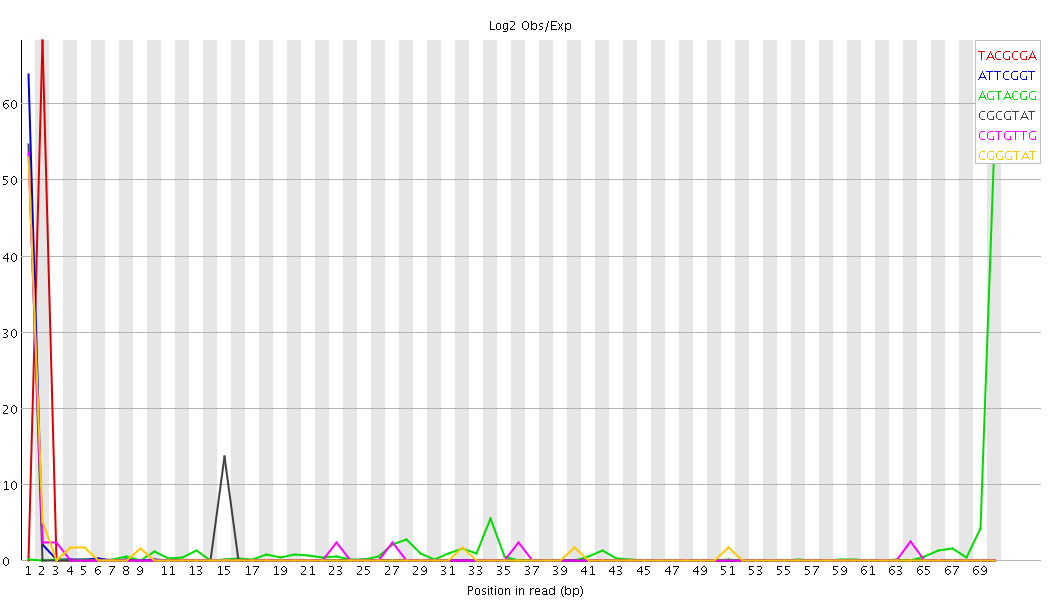 Log2 Obs/Exp
TACGCGA
ATTCGGT
AGTACGG
CGCGTAT
CGTGTTG
CGGGTAT
60
50
40
30
20
10
0
1 2 3 4 5 6 7 8 9 11 13 15 17 19 21 23 25 27 29 31 33 35 37 39 41 43 45 47 49 51 53 55 57 59 61 63 65 67 69
Position in read (bp)